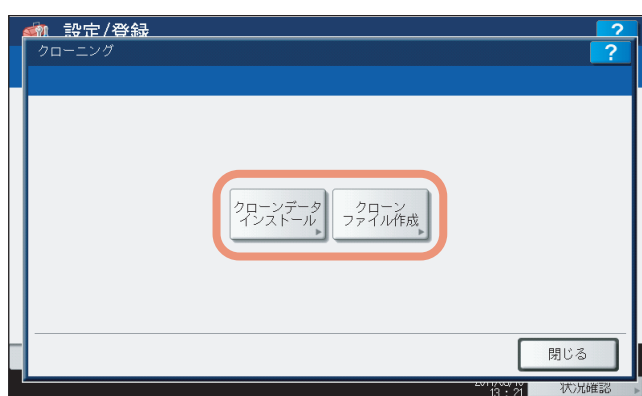 設定/登録
?
クローニング
?
クローンデータ
インストール
クローン
ファイル作成
閉じる
13 : 21
状況確認